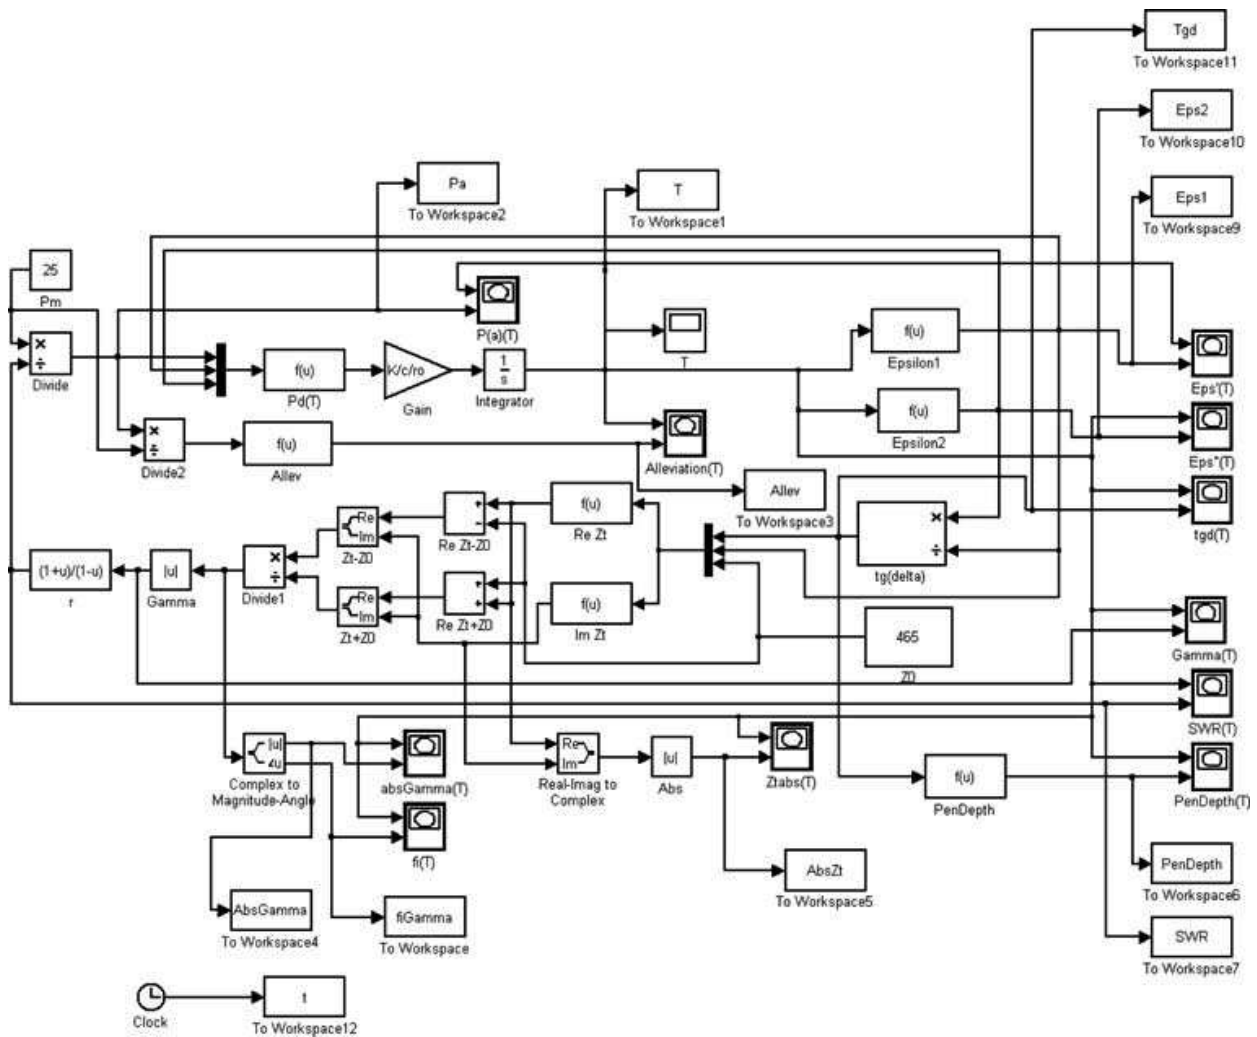 Tgd
To Workspace11
Eps2
To Workspace10
Pa
To Workspace2
T
To Workspace1
Eps1
To Workspace9
25
Pm
P(a)(T)
×
÷
Divide
f(u)
Pd(T)
K/c/ro
Gain
1
s
Integrator
T
f(u)
Epsilon1
Eps'(T)
×
÷
Divide2
f(u)
Allev
Alleviation(T)
f(u)
Epsilon2
Eps"(T)
Allev
To Workspace3
×
÷
tg(delta)
tgd(T)
(1+u)/(1-u)
r
|u|
Gamma
×
÷
Divide1
Re
Im
Zt-Z0
+
-
Re Zt-Z0
f(u)
Re Zt
Re
Im
Zt+Z0
+
+
Re Zt+Z0
f(u)
Im Zt
465
Z0
Gamma(T)
SWR(T)
|u|
∠u
Complex to
Magnitude-Angle
absGamma(T)
Re
Im
Real-Imag to
Complex
|u|
Abs
Ztabs(T)
f(u)
PenDepth
PenDepth(T)
fi(T)
AbsZt
To Workspace5
PenDepth
To Workspace6
AbsGamma
To Workspace4
fiGamma
To Workspace
SWR
To Workspace7
Clock
t
To Workspace12